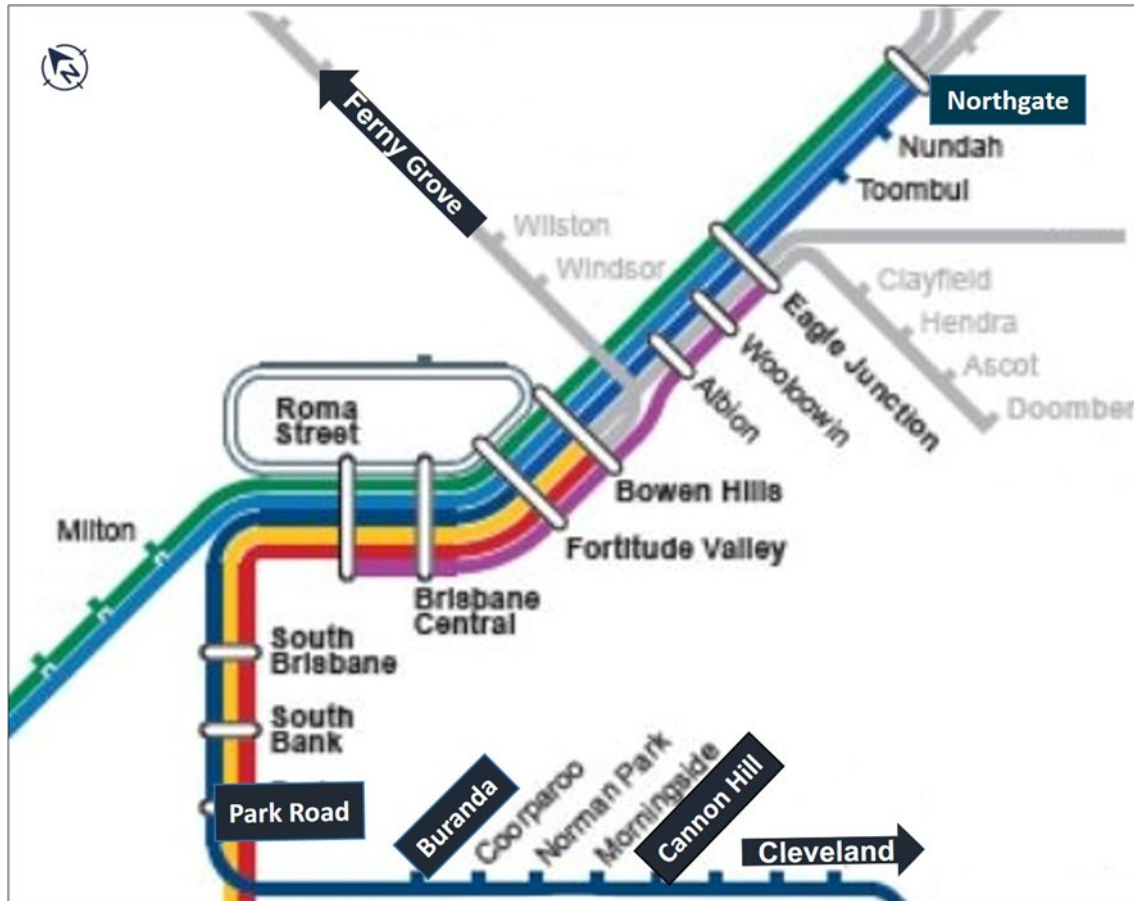 N
Northgate
Nundah
Toombul
Ferny Grove
Wilston
Windsor
Clayfield
Hendra
Ascot
Doomben
Eagle Junction
Wooloowin
Albion
Roma
Street
Bowen Hills
Milton
Fortitude Valley
Brisbane
Central
South
Brisbane
South
Bank
Park Road
Buranda
Coorparoo
Norman Park
Morningside
Cannon Hill
Cleveland